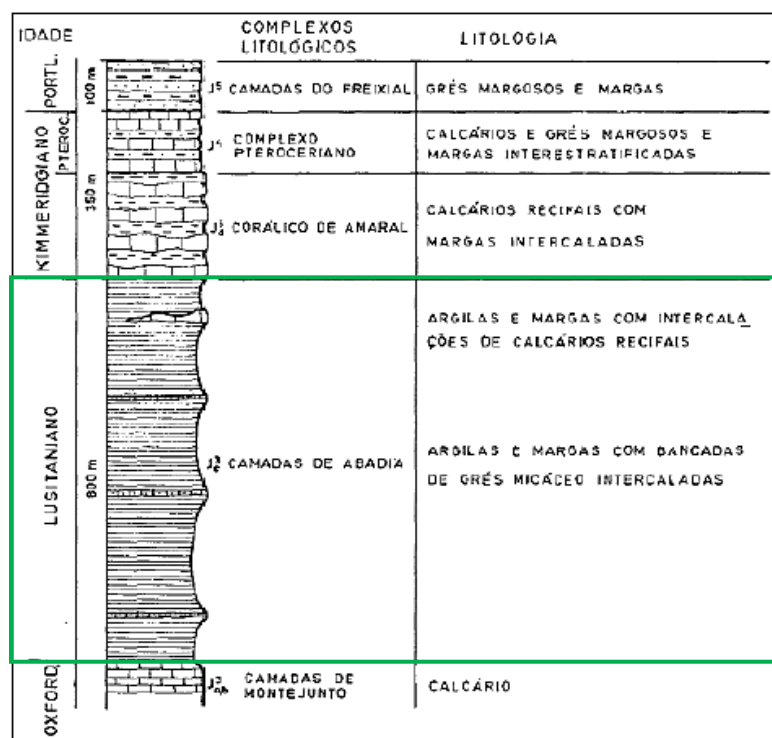 IDADE
COMPLEXOS
LITOLÓGICOS
LITOLOGIA
PORTL.
100 m
J5 CAMADAS DO FREIXIAL
GRÉS MARGOSOS E MARGAS
KIMMERIDGIANO
PTEROC.
350 m
COMPLEXO
PTEROCERIANO
CALCÁRIOS E GRÉS MARGOSOS E
MARGAS INTERESTRATIFICADAS
CORÁLICO DE AMARAL
CALCÁRIOS RECIFAIS COM
MARGAS INTERCALADAS
LUSITANIANO
800 m
CAMADAS DE ABADIA
ARGILAS E MARGAS COM INTERCALA_
ÇÕES DE CALCÁRIOS RECIFAIS
ARGILAS E MARGAS COM BANCADAS
DE GRÉS MICÁCEO INTERCALADAS
OXFORD.
CAMADAS DE
MONTEJUNTO
CALCÁRIO